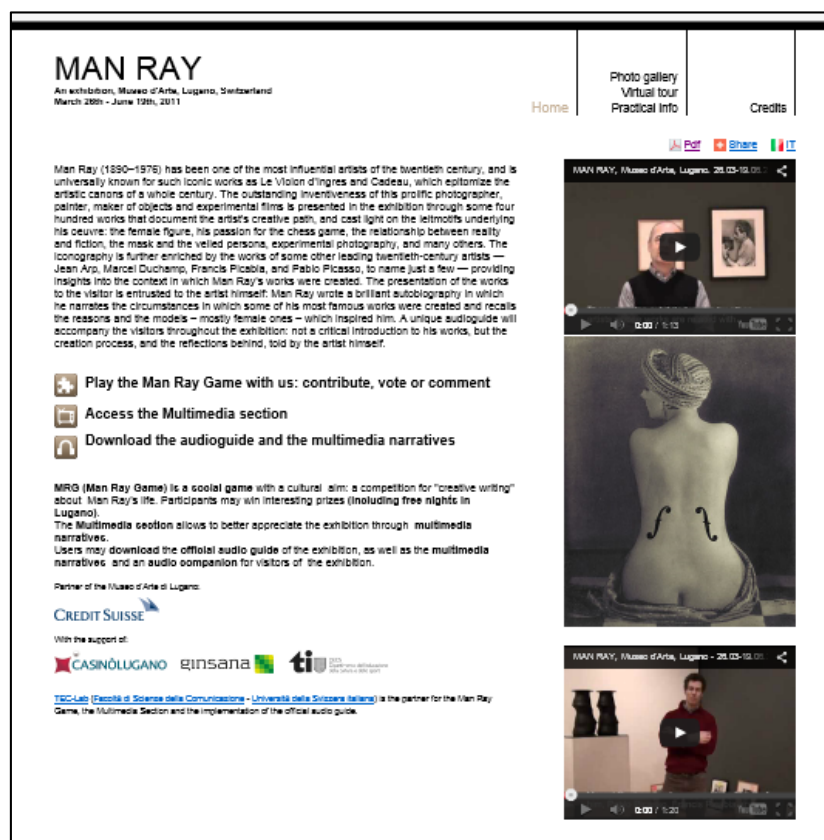 MAN RAY
An exhibition, Museo d'Arte, Lugano, Switzerland
March 26th - June 19th, 2011
Home
Photo gallery
Virtual tour
Practical info
Credits
Pdf
Share
IT
Man Ray (1890–1976) has been one of the most influential artists of the twentieth century, and is
universally known for such iconic works as Le Violon d'Ingres and Cadeau, which epitomize the
artistic canons of a whole century. The outstanding inventiveness of this prolific photographer,
painter, maker of objects and experimental films is presented in the exhibition through some four
hundred works that document the artist's creative path, and cast light on the leitmotifs underlying
his oeuvre: the female figure, his passion for the chess game, the relationship between reality
and fiction, the mask and the veiled persona, experimental photography, and many others. The
iconography is further enriched by the works of some other leading twentieth-century artists —
Jean Arp, Marcel Duchamp, Francis Picabia, and Pablo Picasso, to name just a few — providing
insights into the context in which Man Ray's works were created. The presentation of the works
to the visitor is entrusted to the artist himself: Man Ray wrote a brilliant autobiography in which
he narrates the circumstances in which some of his most famous works were created and recalls
the reasons and the models – mostly female ones – which inspired him. A unique audioguide will
accompany the visitors throughout the exhibition: not a critical introduction to his works, but the
creation process, and the reflections behind, told by the artist himself.
Play the Man Ray Game with us: contribute, vote or comment
Access the Multimedia section
Download the audioguide and the multimedia narratives
MRG (Man Ray Game) is a social game with a cultural aim: a competition for "creative writing"
about Man Ray's life. Participants may win interesting prizes (including free nights in
Lugano).
The Multimedia section allows to better appreciate the exhibition through multimedia
narratives.
Users may download the official audio guide of the exhibition, as well as the multimedia
narratives and an audio companion for visitors of the exhibition.
Partner of the Museo d'Arte di Lugano:
CREDIT SUISSE
With the support of:
CASINÒLUGANO ginsana ti
TEC-Lab (Facoltà di Scienze della Comunicazione - Università della Svizzera Italiana) is the partner for the Man Ray
Game, the Multimedia Section and the implementation of the official audio guide.
MAN RAY, Museo d'Arte, Lugano. 26.03-19.06.2
0:00 / 1:13
YouTube
MAN RAY, Museo d'Arte, Lugano - 26.03-19.06
0:00 / 1:20
YouTube